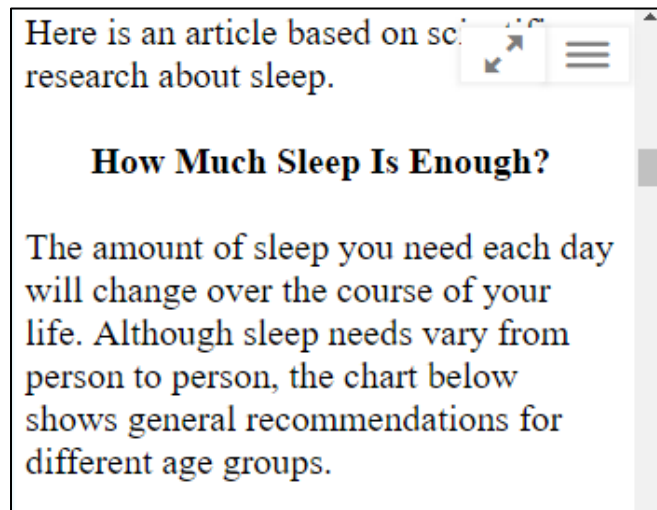 Here is an article based on
research about sleep.
How Much Sleep Is Enough?
The amount of sleep you need each day
will change over the course of your
life. Although sleep needs vary from
person to person, the chart below
shows general recommendations for
different age groups.